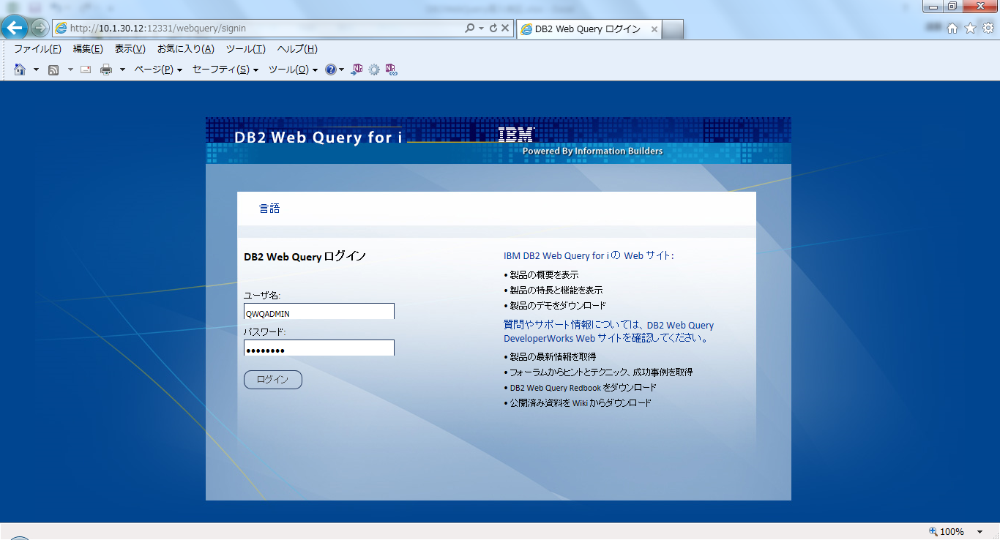 http://10.1.30.12:12331/webquery/signin
DB2 Web Query ログイン
ファイル(F) 編集(E) 表示(V) お気に入り(A) ツール(T) ヘルプ(H)
ページ(P) セーフティ(S) ツール(O)
DB2 Web Query for i
IBM
Powered By Information Builders
言語
DB2 Web Query ログイン
ユーザ名:
QWQADMIN
パスワード:
••••••••
ログイン
IBM DB2 Web Query for i の Web サイト:
• 製品の概要を表示
• 製品の特長と機能を表示
• 製品のデモをダウンロード
質問やサポート情報については、DB2 Web Query
DeveloperWorks Web サイトを確認してください。
• 製品の最新情報を取得
• フォーラムからヒントとテクニック、成功事例を取得
• DB2 Web Query Redbook をダウンロード
• 公開済み資料を Wiki からダウンロード
100%